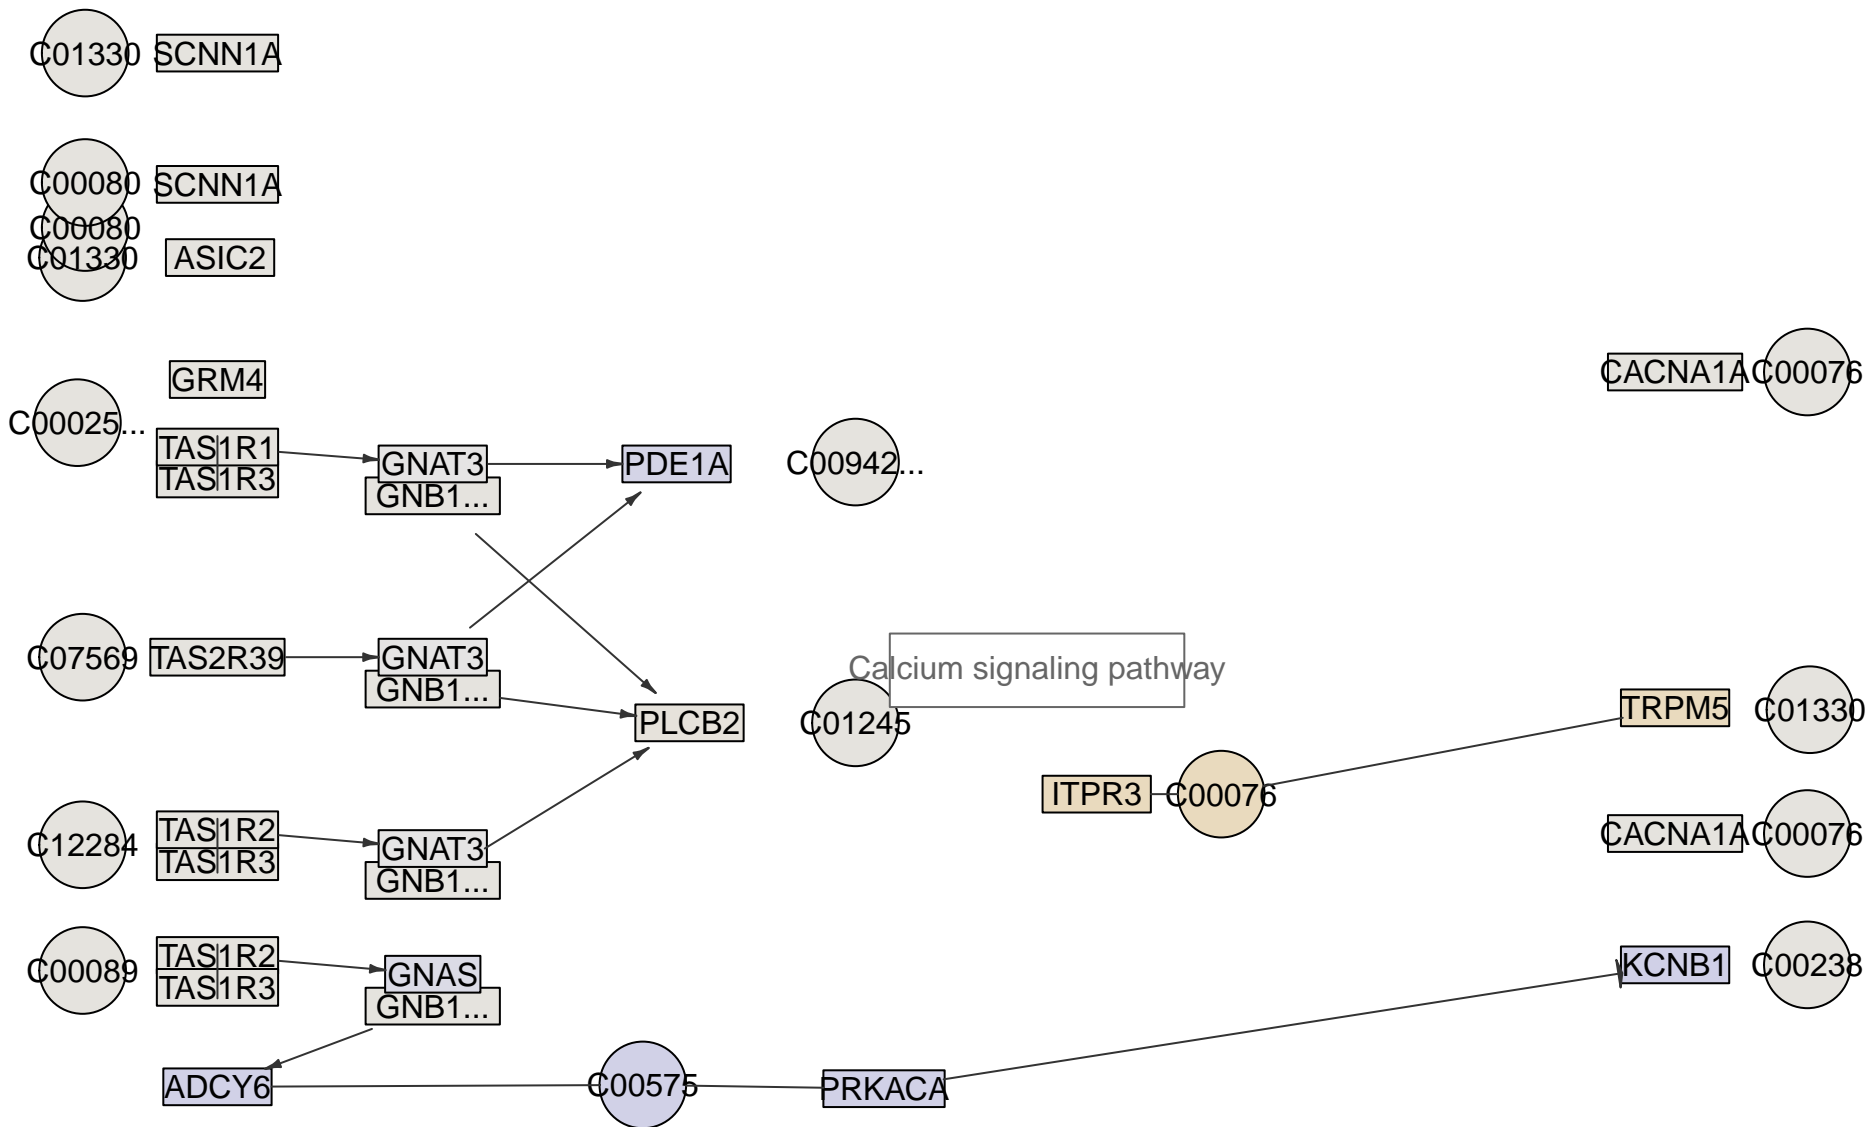 C01330 SCNN1A
C00080 SCNN1A
C00080
C01330 ASIC2
GRM4
CACNA1A C00076
C00025...
TAS1R1
TAS1R3
GNAT3
GNB1...
PDE1A
C00942...
C07569 TAS2R39
GNAT3
GNB1...
Calcium signaling pathway
PLCB2
C01245
TRPM5 C01330
ITPR3 C00076
C12284
TAS1R2
TAS1R3
GNAT3
GNB1...
CACNA1A C00076
C00089
TAS1R2
TAS1R3
GNAS
GNB1...
KCNB1 C00238
ADCY6 C00575 PRKACA